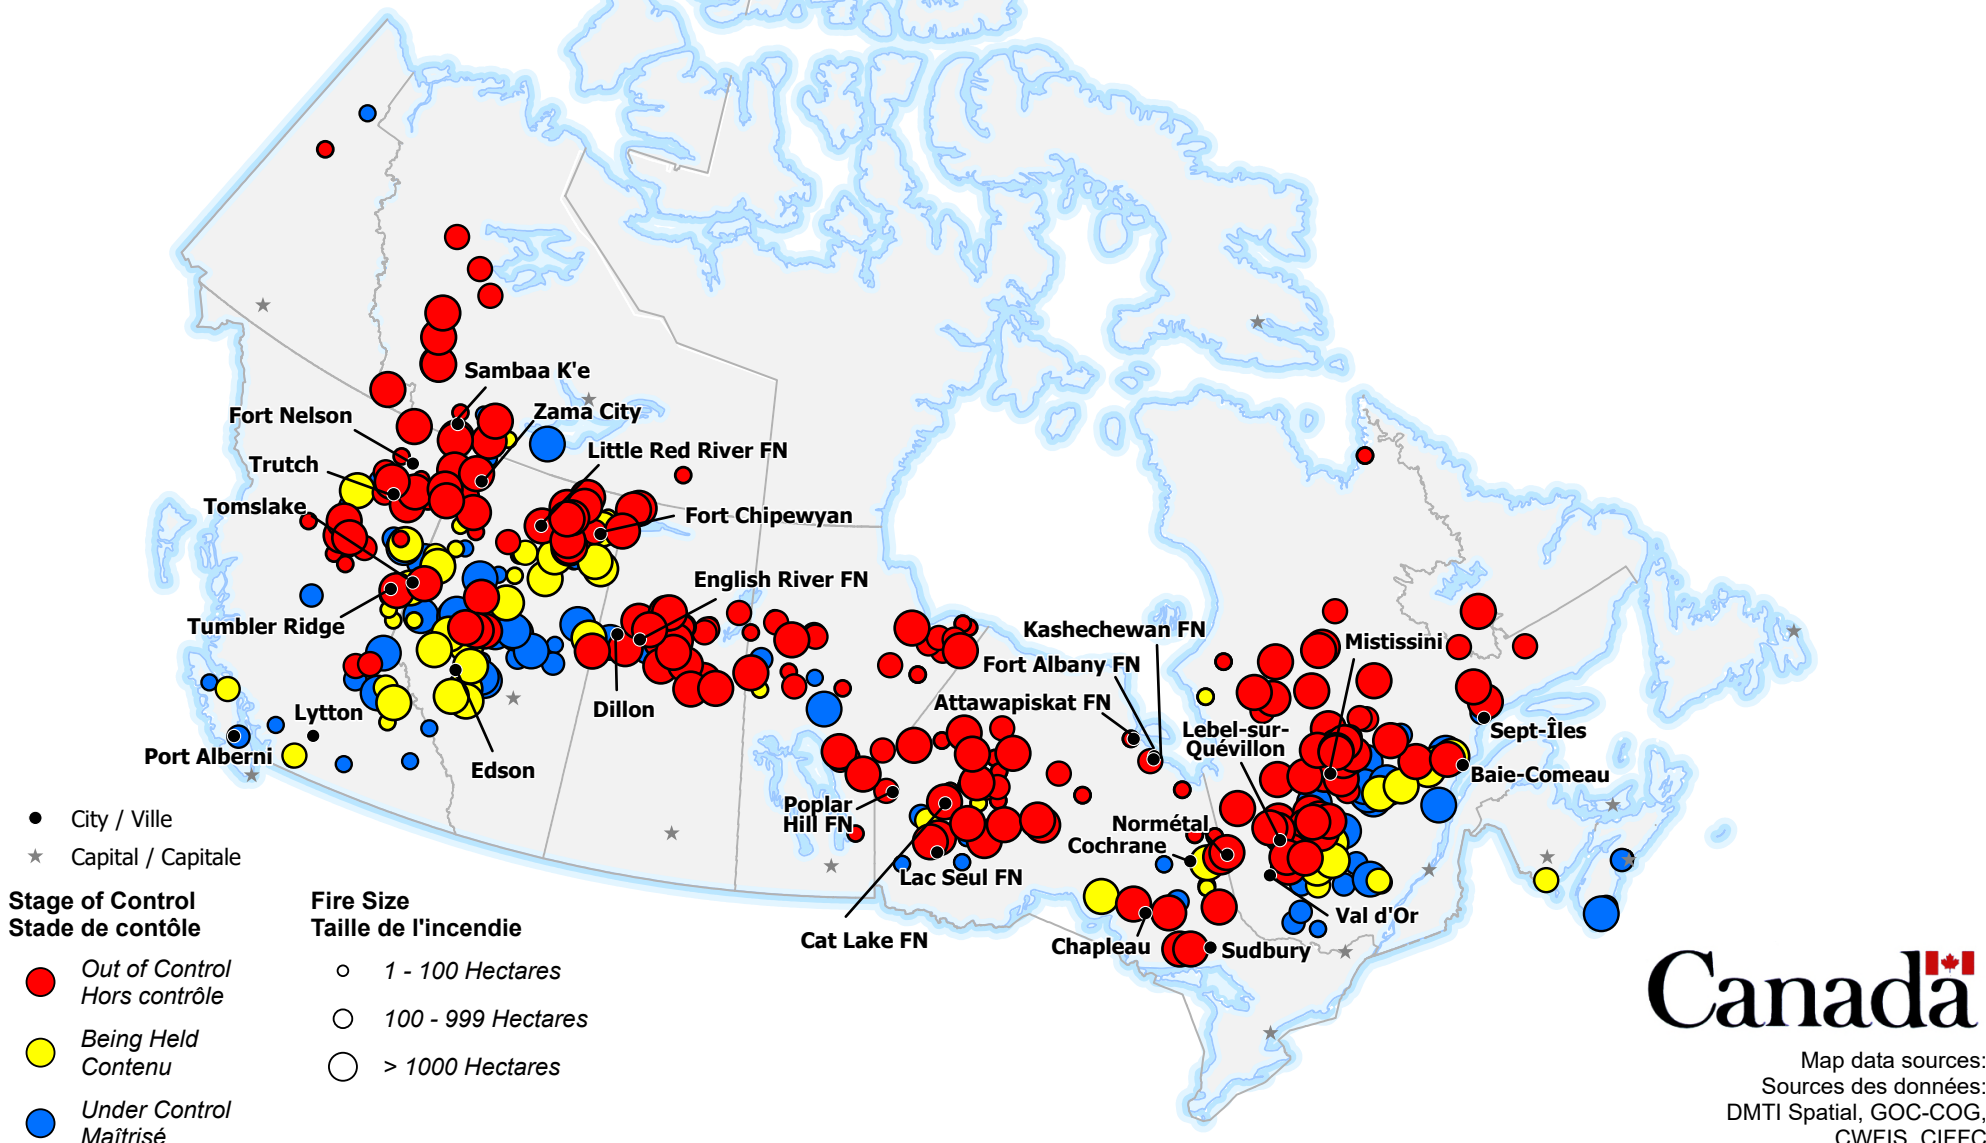 Sambaa K'e
Fort Nelson
Zama City
Little Red River FN
Trutch
Tomslake
Fort Chipewyan
English River FN
Tumbler Ridge
Kashechewan FN
Mistissini
Fort Albany FN
Attawapiskat FN
Dillon
Lytton
Lebel-sur-
Quévillon
Sept-Îles
Port Alberni
Edson
Baie-Comeau
Poplar
Hill FN
Normétal
Cochrane
Lac Seul FN
Val d'Or
Cat Lake FN
Chapleau
Sudbury
City / Ville
Capital / Capitale
Stage of Control
Stade de contôle
Out of Control
Hors contrôle
Being Held
Contenu
Under Control
Maîtrisé
Fire Size
Taille de l'incendie
1 - 100 Hectares
100 - 999 Hectares
> 1000 Hectares
Canada
Map data sources:
Sources des données:
DMTI Spatial, GOC-COG,
CWFIS, CIFFC